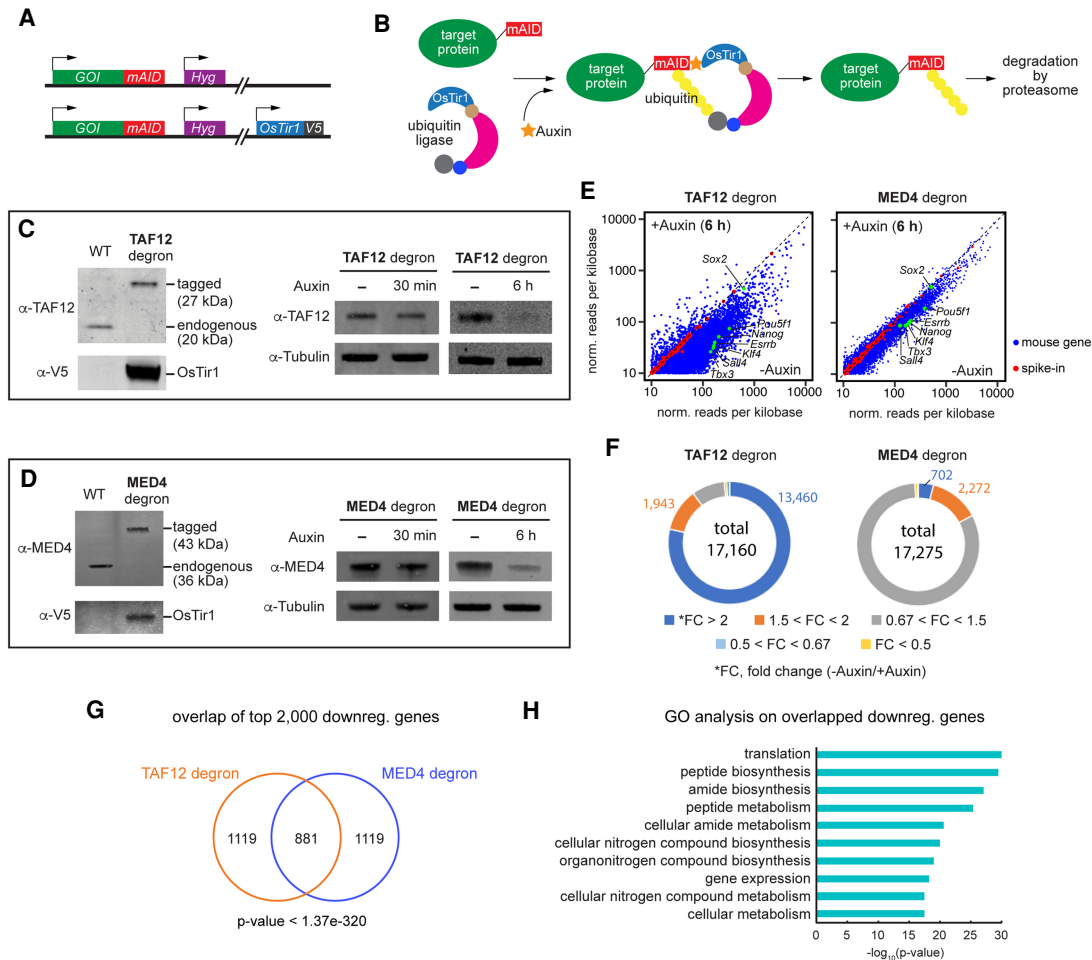 A
GOI mAID Hyg
GOI mAID Hyg OsTir1 V5
B
target
protein
mAID
OsTir1
ubiquitin
ligase
Auxin
target
protein
mAID
OsTir1
ubiquitin
target
protein
mAID
degradation
by
proteasome
C
WT
TAF12
degron
α-TAF12
tagged
(27 kDa)
endogenous
(20 kDa)
α-V5
OsTir1
TAF12 degron
TAF12 degron
Auxin – 30 min – 6 h
α-TAF12
α-Tubulin
D
WT
MED4
degron
α-MED4
tagged
(43 kDa)
endogenous
(36 kDa)
α-V5
OsTir1
MED4 degron
MED4 degron
Auxin – 30 min – 6 h
α-MED4
α-Tubulin
E
TAF12 degron
MED4 degron
norm. reads per kilobase
10000
1000
100
10
+Auxin (6 h)
Sox2
Pou5f1
Nanog
Esrrb
Klf4
Sall4
Tbx3
-Auxin
10 100 1000 10000
norm. reads per kilobase
+Auxin (6 h)
Sox2
Pou5f1
Esrrb
Nanog
Klf4
Tbx3
Sall4
-Auxin
10 100 1000 10000
norm. reads per kilobase
mouse gene
spike-in
F
TAF12 degron
MED4 degron
1,943
13,460
total
17,160
702
2,272
total
17,275
*FC > 2
1.5 < FC < 2
0.67 < FC < 1.5
0.5 < FC < 0.67
FC < 0.5
*FC, fold change (-Auxin/+Auxin)
G
overlap of top 2,000 downreg. genes
TAF12 degron
MED4 degron
1119
881
1119
p-value < 1.37e-320
H
GO analysis on overlapped downreg. genes
translation
peptide biosynthesis
amide biosynthesis
peptide metabolism
cellular amide metabolism
cellular nitrogen compound biosynthesis
organonitrogen compound biosynthesis
gene expression
cellular nitrogen compound metabolism
cellular metabolism
0 5 10 15 20 25 30
-log10(p-value)